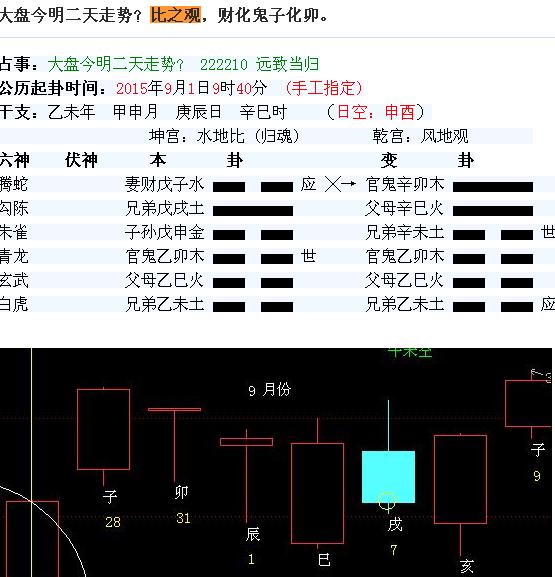 大盘今明二天走势？比之观，财化鬼子化卯。
占事：大盘今明二天走势？ 222210 远致当归
公历起卦时间：2015年9月1日9时40分 （手工指定）
干支：乙未年 甲申月 庚辰日 辛巳时 （日空：申酉）
坤宫：水地比（归魂） 乾宫：风地观
六神 伏神 本 卦 变 卦
腾蛇 妻财戊子水 应 ╳→ 官鬼辛卯木
勾陈 兄弟戊戌土 父母辛巳火
朱雀 子孙戊申金 兄弟辛未土 世
青龙 官鬼乙卯木 世 官鬼乙卯木
玄武 父母乙巳火 父母乙巳火
白虎 兄弟乙未土 兄弟乙未土 应
9 月份
子
28
卯
31
辰
1
巳
戌
7
亥
子
9